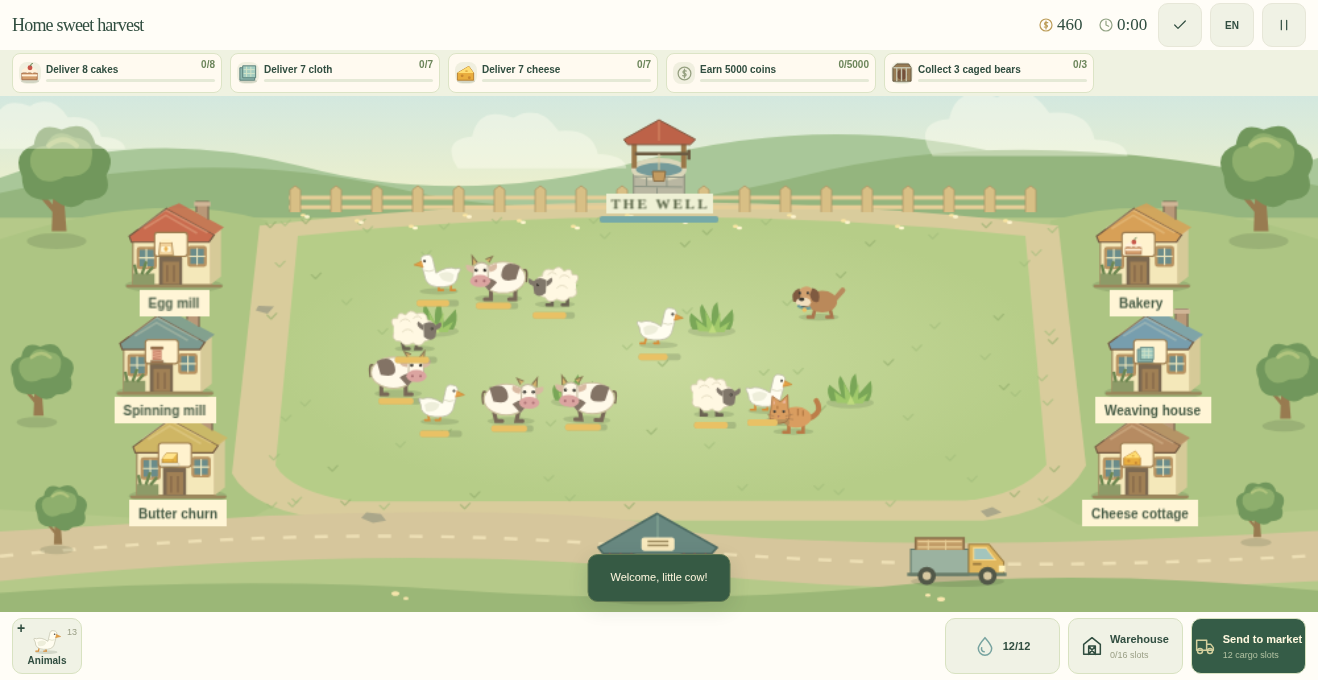 Home sweet harvest
460
0:00
EN
Deliver 8 cakes
0/8
Deliver 7 cloth
0/7
Deliver 7 cheese
0/7
Earn 5000 coins
0/5000
Collect 3 caged bears
0/3
THE WELL
Egg mill
Bakery
Spinning mill
Weaving house
Butter churn
Cheese cottage
Welcome, little cow!
+
13
Animals
12/12
Warehouse
0/16 slots
Send to market
12 cargo slots